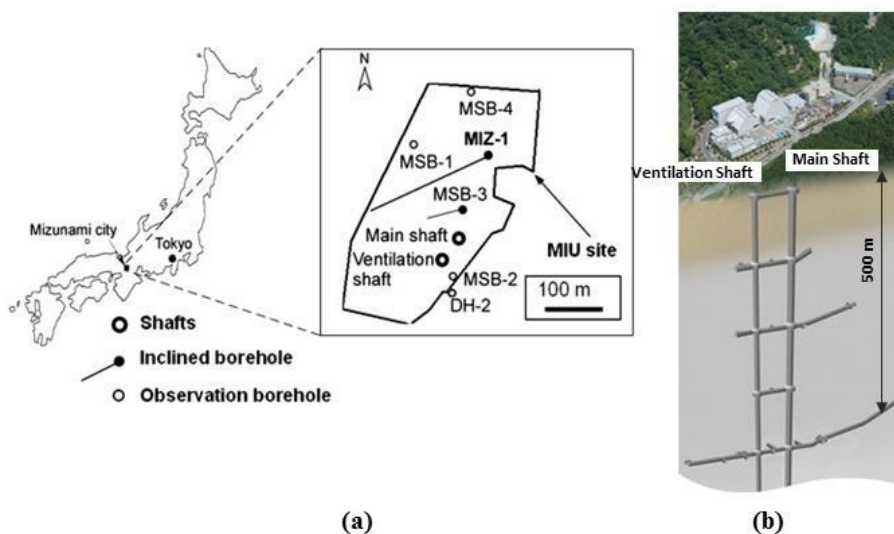 N
MSB-4
MIZ-1
MSB-1
MSB-3
Main shaft
Ventilation
shaft
MIU site
MSB-2
DH-2
100 m
Mizunami city
Tokyo
Shafts
Inclined borehole
Observation borehole
(a)
Ventilation Shaft
Main Shaft
500 m
(b)